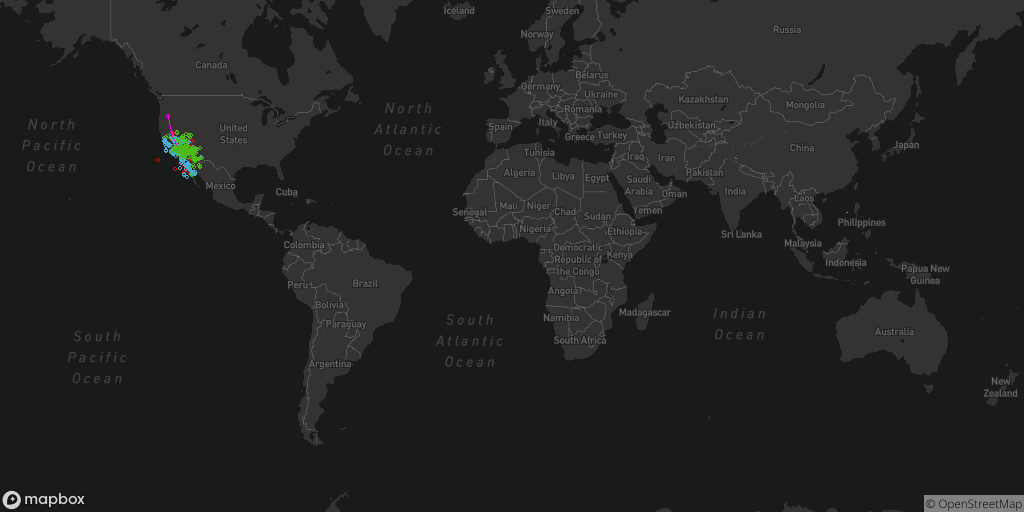 Iceland
Sweden
Norway
Russia
Canada
Belarus
Germany
Ukraine
Kazakhstan
Mongolia
North
Pacific
Ocean
United
States
North
Atlantic
Ocean
Spain
Italy
Romania
Greece
Turkey
Uzbekistan
China
Japan
Tunisia
Iraq
Iran
Pakistan
Algeria
Libya
Egypt
Saudi
Arabia
Oman
India
Laos
Mexico
Cuba
Senegal
Mali
Niger
Chad
Sudan
Yemen
Philippines
Nigeria
Ethiopia
Sri Lanka
Malaysia
Colombia
Democratic
Republic of
the Congo
Kenya
Indonesia
Papua New
Guinea
Peru
Brazil
Bolivia
Angola
Paraguay
Namibia
Madagascar
South Africa
Argentina
South
Pacific
Ocean
South
Atlantic
Ocean
Indian
Ocean
Australia
New
Zealand
mapbox
© OpenStreetMap